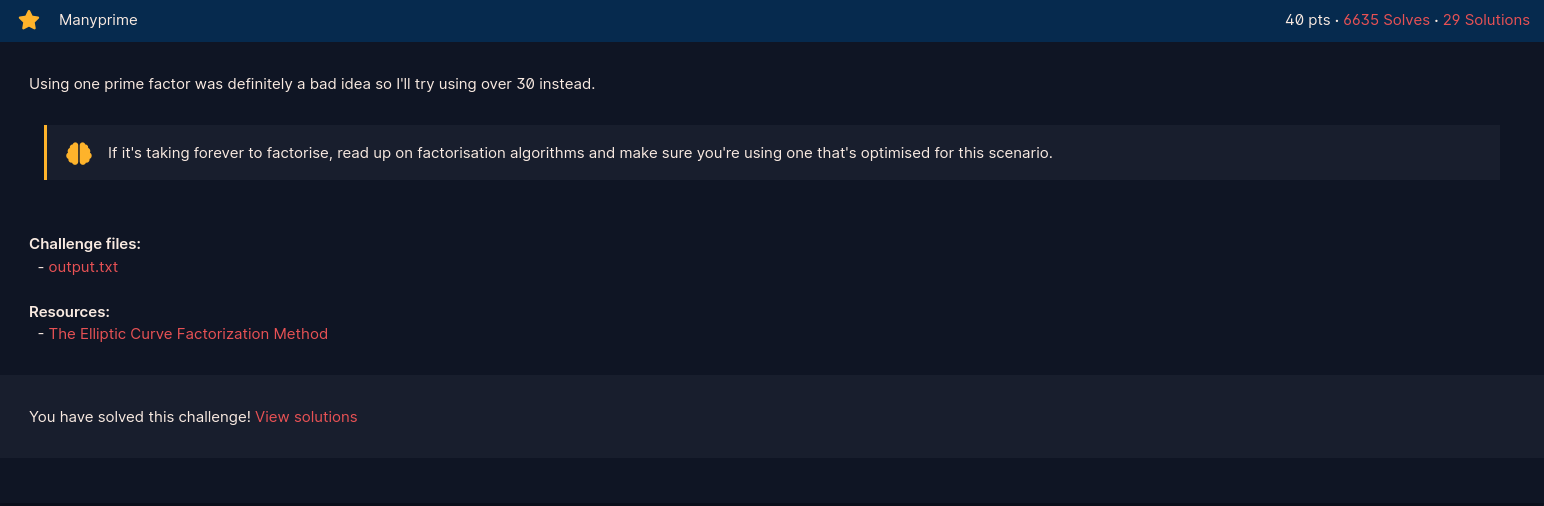 Manyprime 40 pts · 6635 Solves · 29 Solutions
Using one prime factor was definitely a bad idea so I'll try using over 30 instead.
If it's taking forever to factorise, read up on factorisation algorithms and make sure you're using one that's optimised for this scenario.
Challenge files:
- output.txt
Resources:
- The Elliptic Curve Factorization Method
You have solved this challenge! View solutions